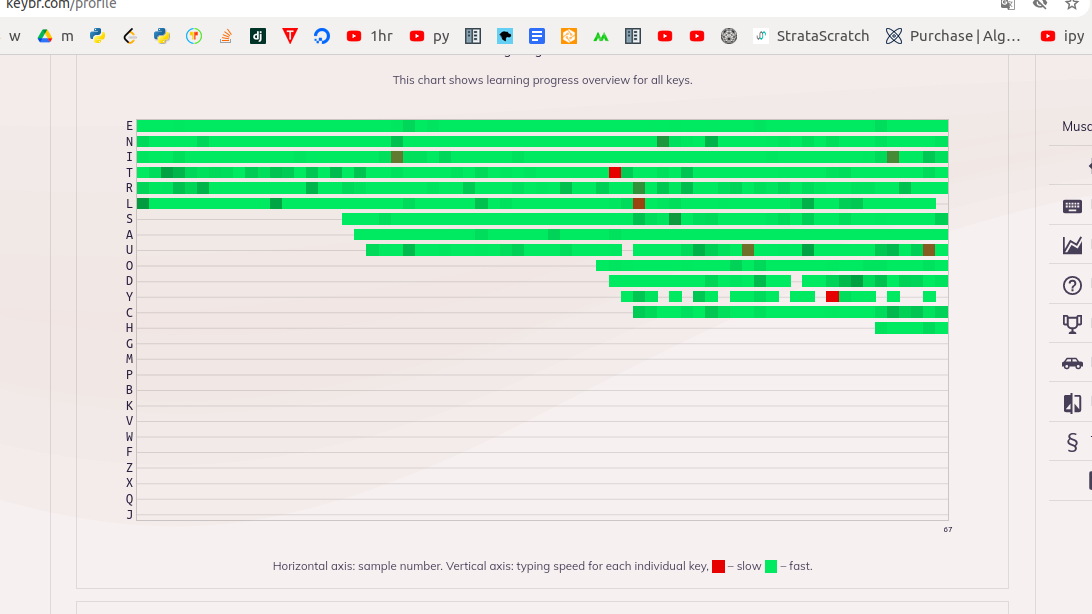 keybr.com/profile
w m 1hr py StrataScratch Purchase | Alg... ipy
This chart shows learning progress overview for all keys.
Musc
E
N
I
T
R
L
S
A
U
O
D
Y
C
H
G
M
P
B
K
V
W
F
Z
X
Q
J
67
Horizontal axis: sample number. Vertical axis: typing speed for each individual key, – slow – fast.